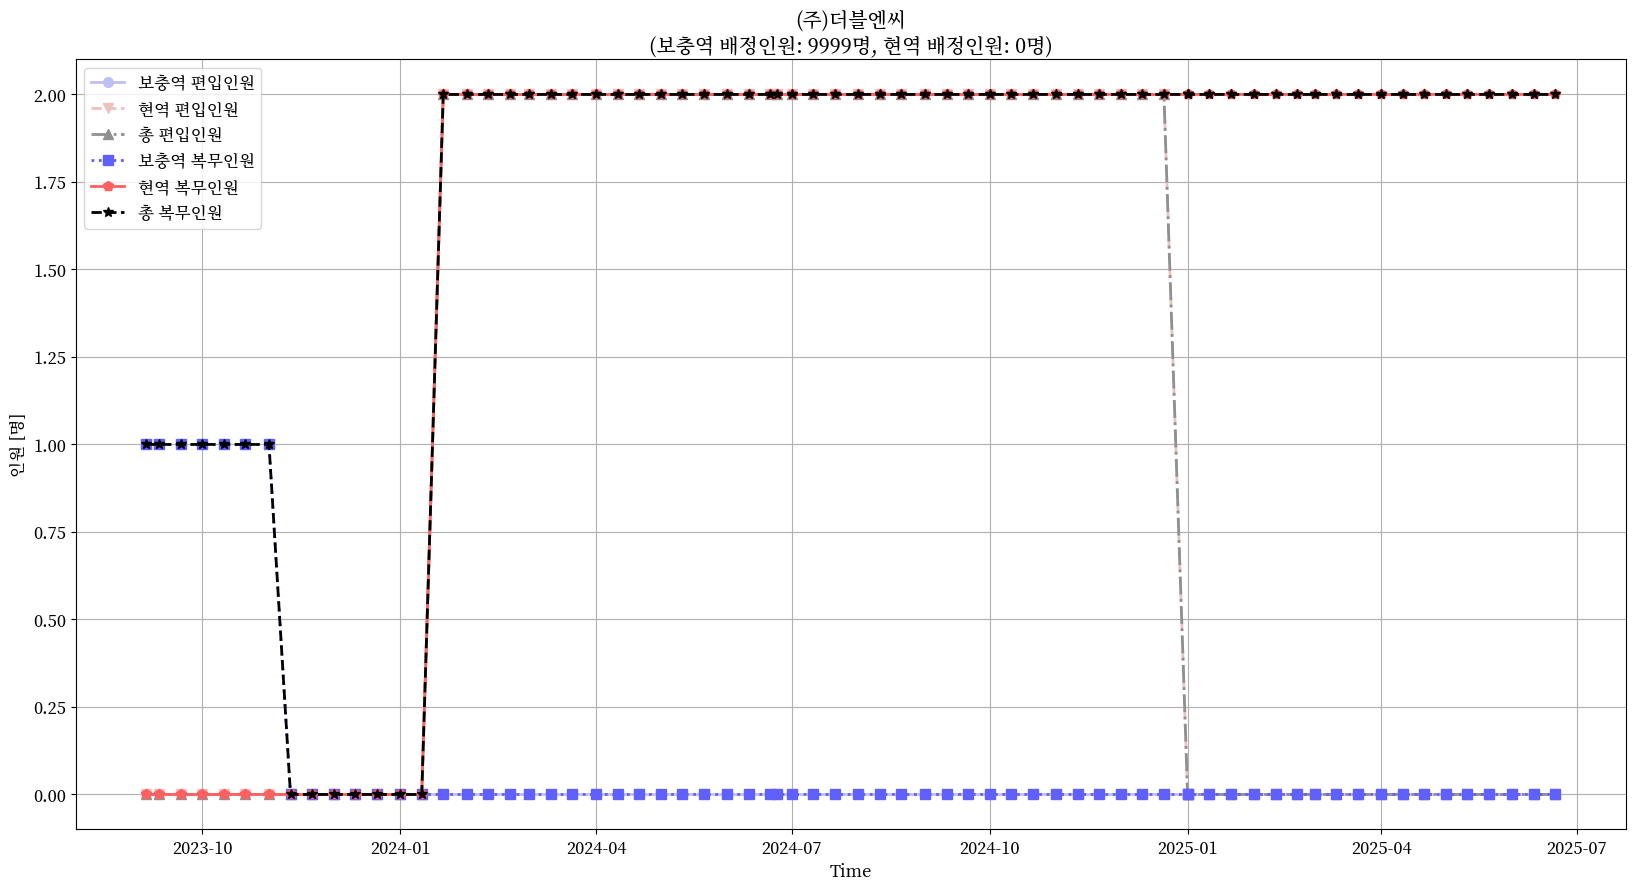 (주)더블엔씨
(보충역 배정인원: 9999명, 현역 배정인원: 0명)
보충역 편입인원
현역 편입인원
총 편입인원
보충역 복무인원
현역 복무인원
총 복무인원
2.00
1.75
1.50
1.25
1.00
0.75
0.50
0.25
0.00
인원 [명]
2023-10
2024-01
2024-04
2024-07
2024-10
2025-01
2025-04
2025-07
Time